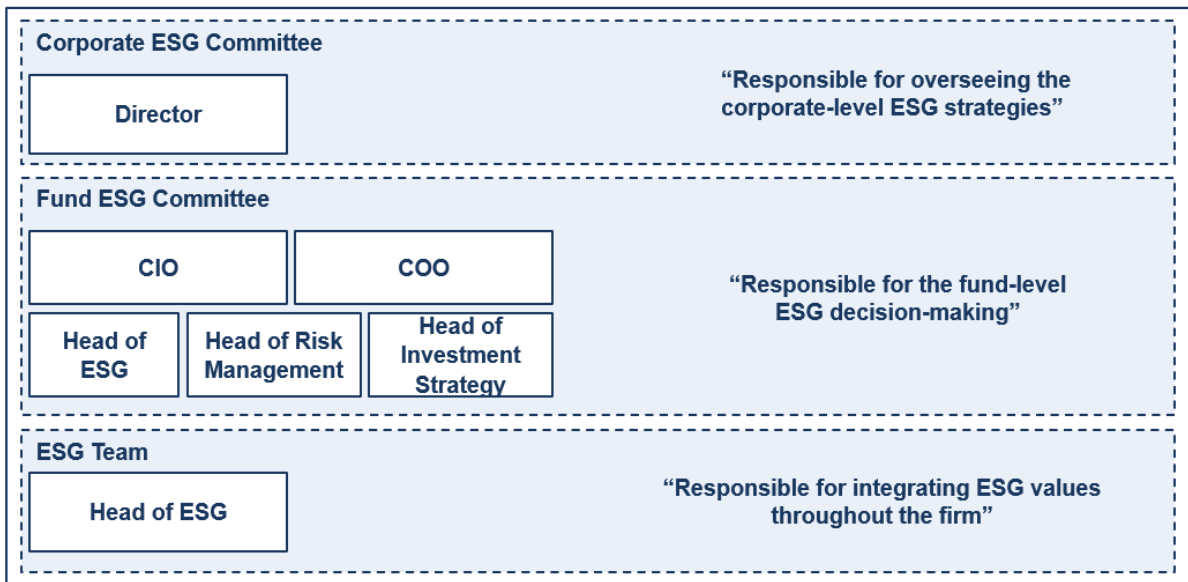 Corporate ESG Committee
Director
“Responsible for overseeing the
corporate-level ESG strategies”
Fund ESG Committee
CIO
COO
Head of
ESG
Head of Risk
Management
Head of
Investment
Strategy
“Responsible for the fund-level
ESG decision-making”
ESG Team
Head of ESG
“Responsible for integrating ESG values
throughout the firm”